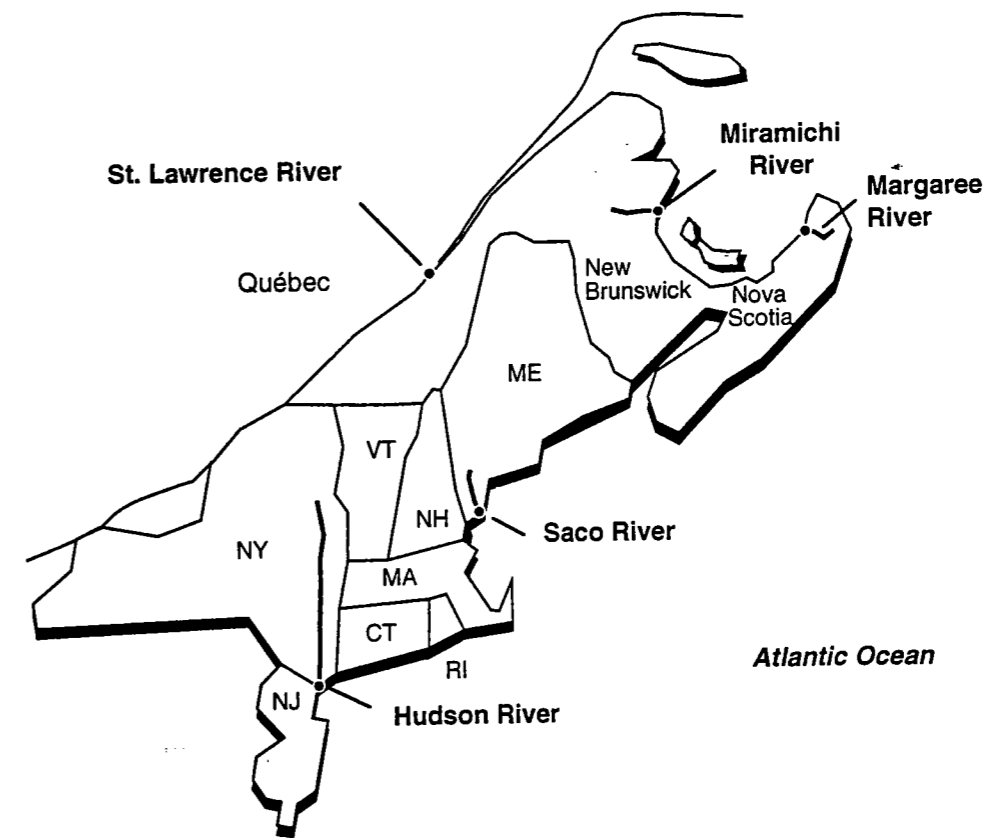 Miramichi
River
St. Lawrence River
Margaree
River
Québec
New
Brunswick
Nova
Scotia
ME
VT
NH
Saco River
NY
MA
CT
RI
Atlantic Ocean
NJ
Hudson River